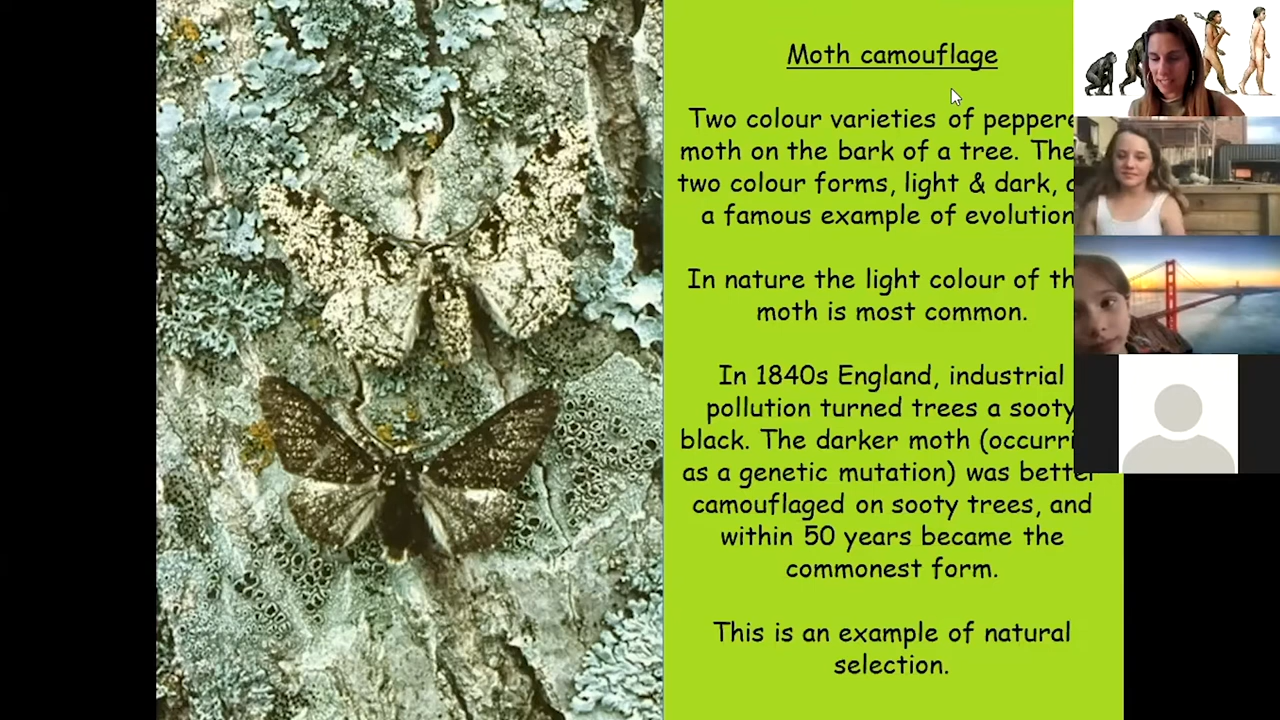 Moth camouflage
Two colour varieties of peppere
moth on the bark of a tree. The
two colour forms, light & dark,
a famous example of evolution
In nature the light colour of th
moth is most common.
In 1840s England, industrial
pollution turned trees a sooty
black. The darker moth (occurri
as a genetic mutation) was better
camouflaged on sooty trees, and
within 50 years became the
commonest form.
This is an example of natural
selection.